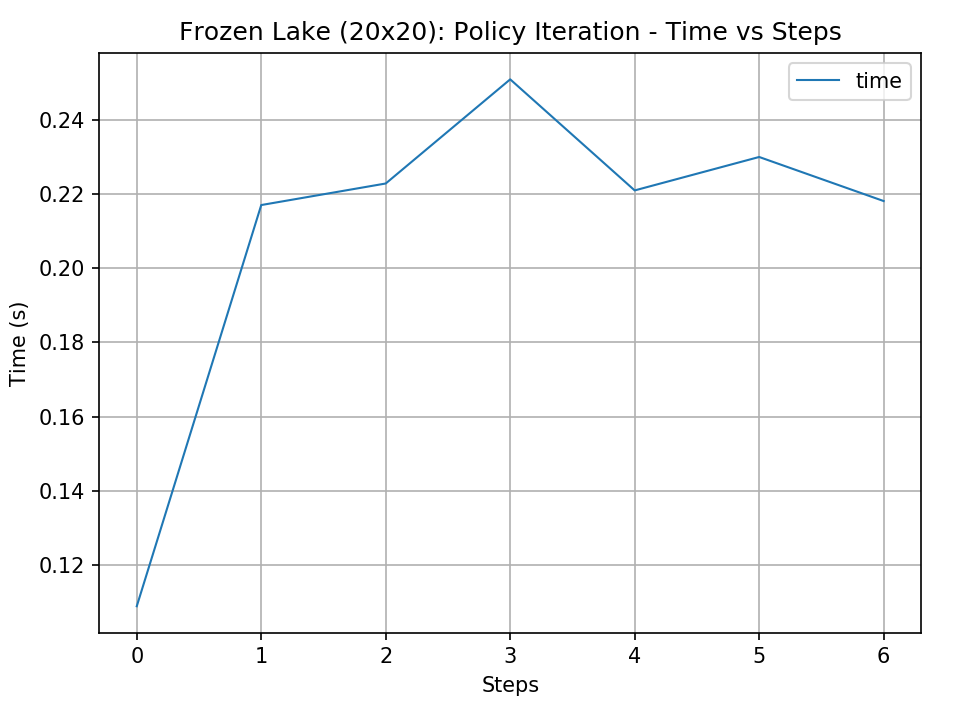 Frozen Lake (20x20): Policy Iteration - Time vs Steps
time
Time (s)
0.24
0.22
0.20
0.18
0.16
0.14
0.12
0 1 2 3 4 5 6
Steps